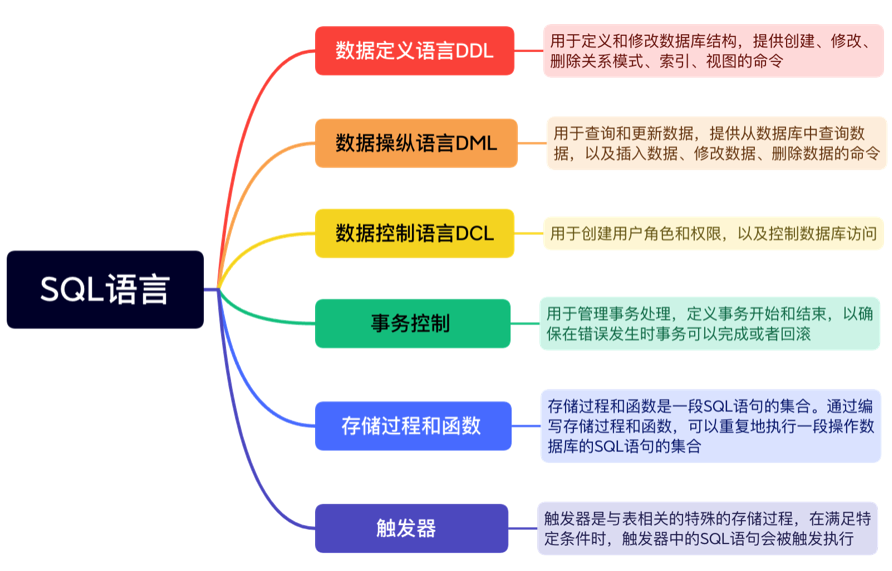 SQL语言
数据定义语言DDL
用于定义和修改数据库结构，提供创建、修改、
删除关系模式、索引、视图的命令
数据操纵语言DML
用于查询和更新数据，提供从数据库中查询数
据，以及插入数据、修改数据、删除数据的命令
数据控制语言DCL
用于创建用户角色和权限，以及控制数据库访问
事务控制
用于管理事务处理，定义事务开始和结束，以确
保在错误发生时事务可以完成或者回滚
存储过程和函数
存储过程和函数是一段SQL语句的集合。通过编
写存储过程和函数，可以重复地执行一段操作数
据库的SQL语句的集合
触发器
触发器是与表相关的特殊的存储过程，在满足特
定条件时，触发器中的SQL语句会被触发执行